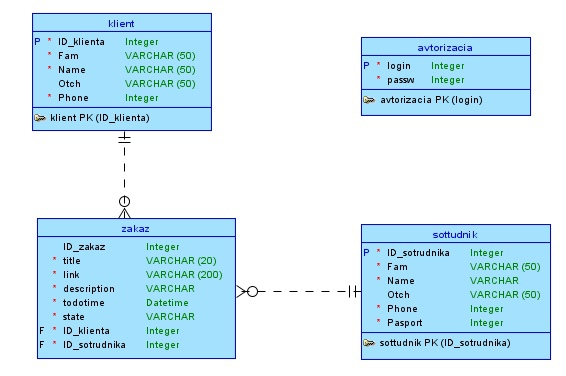 klient
P * ID_klienta Integer
* Fam VARCHAR (50)
* Name VARCHAR (50)
Otch VARCHAR (50)
* Phone Integer
klient PK (ID_klienta)
avtorizacia
P * login Integer
* passw Integer
avtorizacia PK (login)
zakaz
ID_zakaz Integer
* title VARCHAR (20)
* link VARCHAR (200)
* description VARCHAR
* todotime Datetime
* state VARCHAR
F * ID_klienta Integer
F * ID_sotrudnika Integer
sottudnik
P * ID_sotrudnika Integer
* Fam VARCHAR (50)
* Name VARCHAR
Otch VARCHAR (50)
* Phone Integer
* Pasport Integer
sottudnik PK (ID_sotrudnika)